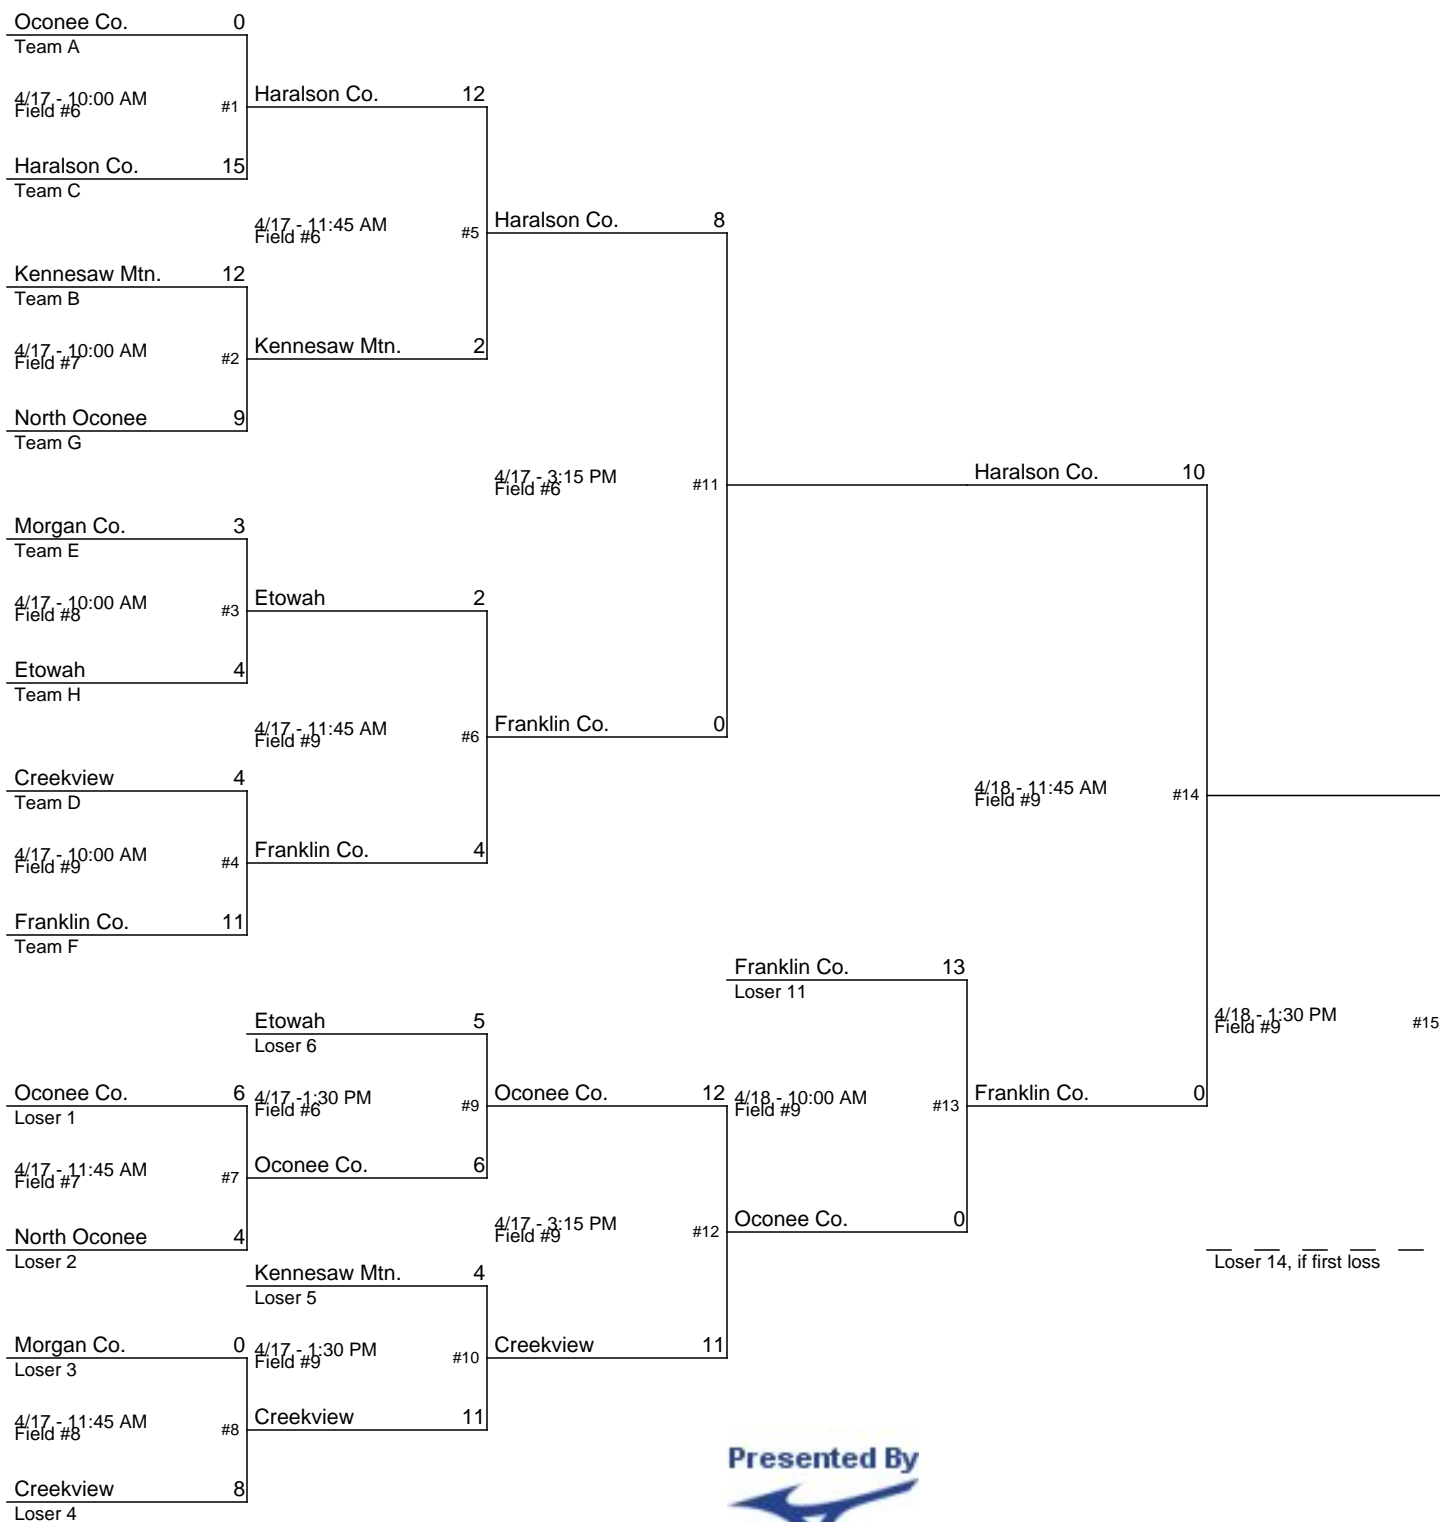 Oconee Co. 0
Team A
4/17 - 10:00 AM
Field #6
#1
Haralson Co. 12
Haralson Co. 15
Team C
4/17 - 11:45 AM
Field #6
#5
Haralson Co. 8
Kennesaw Mtn. 12
Team B
4/17 - 10:00 AM
Field #7
#2
Kennesaw Mtn. 2
North Oconee 9
Team G
4/17 - 3:15 PM
Field #6
#11
Haralson Co. 10
Morgan Co. 3
Team E
4/17 - 10:00 AM
Field #8
#3
Etowah 2
Etowah 4
Team H
4/17 - 11:45 AM
Field #9
#6
Franklin Co. 0
Creekview 4
Team D
4/18 - 11:45 AM
Field #9
#14
4/17 - 10:00 AM
Field #9
#4
Franklin Co. 4
Franklin Co. 11
Team F
Franklin Co. 13
Loser 11
Etowah 5
Loser 6
4/18 - 1:30 PM
Field #9
#15
Oconee Co. 6
Loser 1
4/17 -1:30 PM
Field #6
#9
Oconee Co. 12
4/18 - 10:00 AM
Field #9
#13
Franklin Co. 0
4/17 - 11:45 AM
Field #7
#7
Oconee Co. 6
North Oconee 4
Loser 2
4/17 - 3:15 PM
Field #9
#12
Oconee Co. 0
Loser 14, if first loss
Kennesaw Mtn. 4
Loser 5
Morgan Co. 0
Loser 3
4/17 - 1:30 PM
Field #9
#10
Creekview 11
4/17 - 11:45 AM
Field #8
#8
Creekview 11
Creekview 8
Loser 4
Presented By